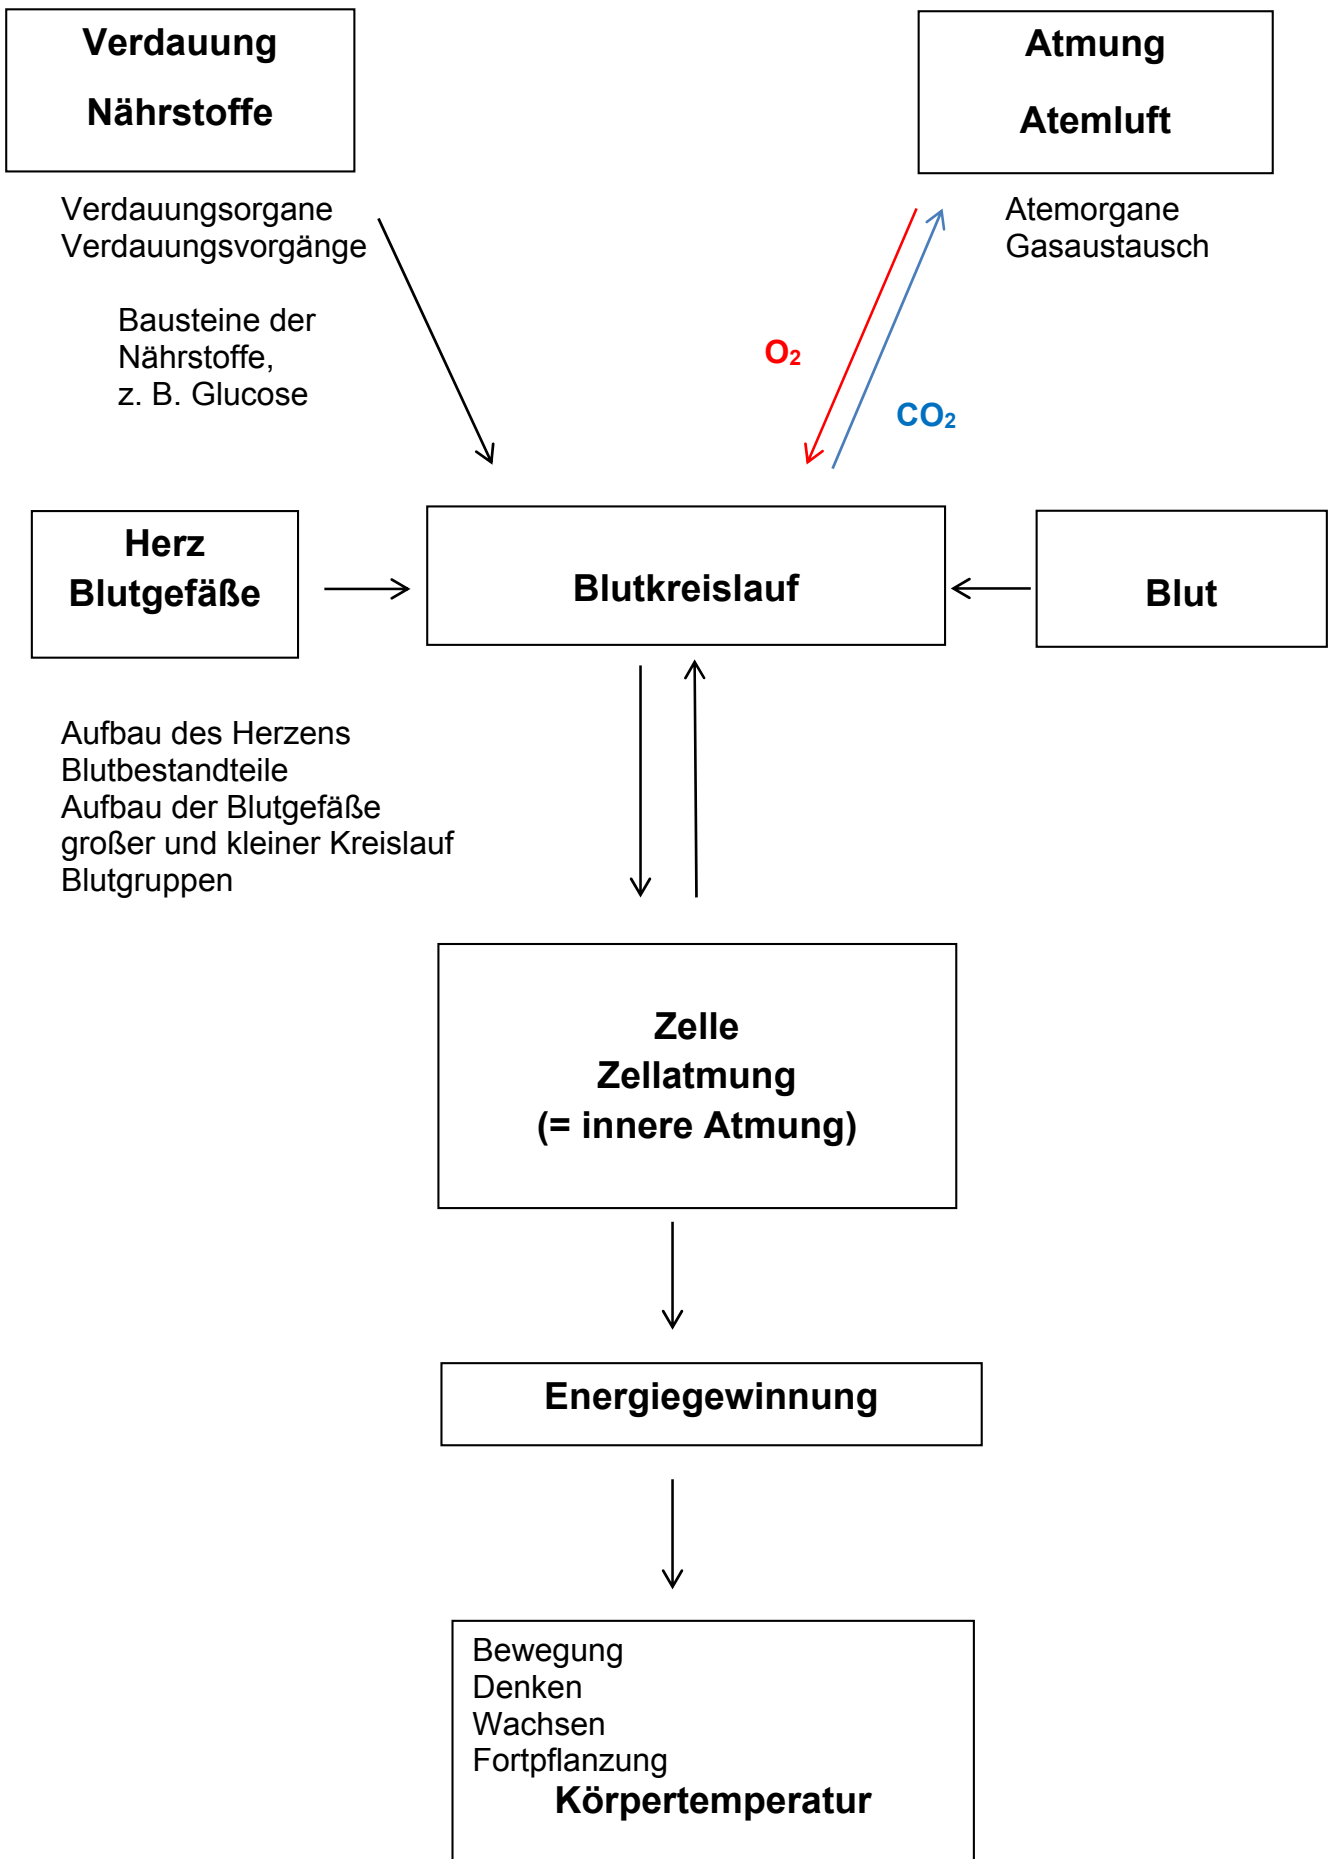 Verdauung
Nährstoffe
Atmung
Atemluft
Verdauungsorgane
Verdauungsvorgänge
Atemorgane
Gasaustausch
Bausteine der
Nährstoffe,
z. B. Glucose
O₂
CO₂
Herz
Blutgefäße
Blutkreislauf
Blut
Aufbau des Herzens
Blutbestandteile
Aufbau der Blutgefäße
großer und kleiner Kreislauf
Blutgruppen
Zelle
Zellatmung
(= innere Atmung)
Energiegewinnung
Bewegung
Denken
Wachsen
Fortpflanzung
Körpertemperatur